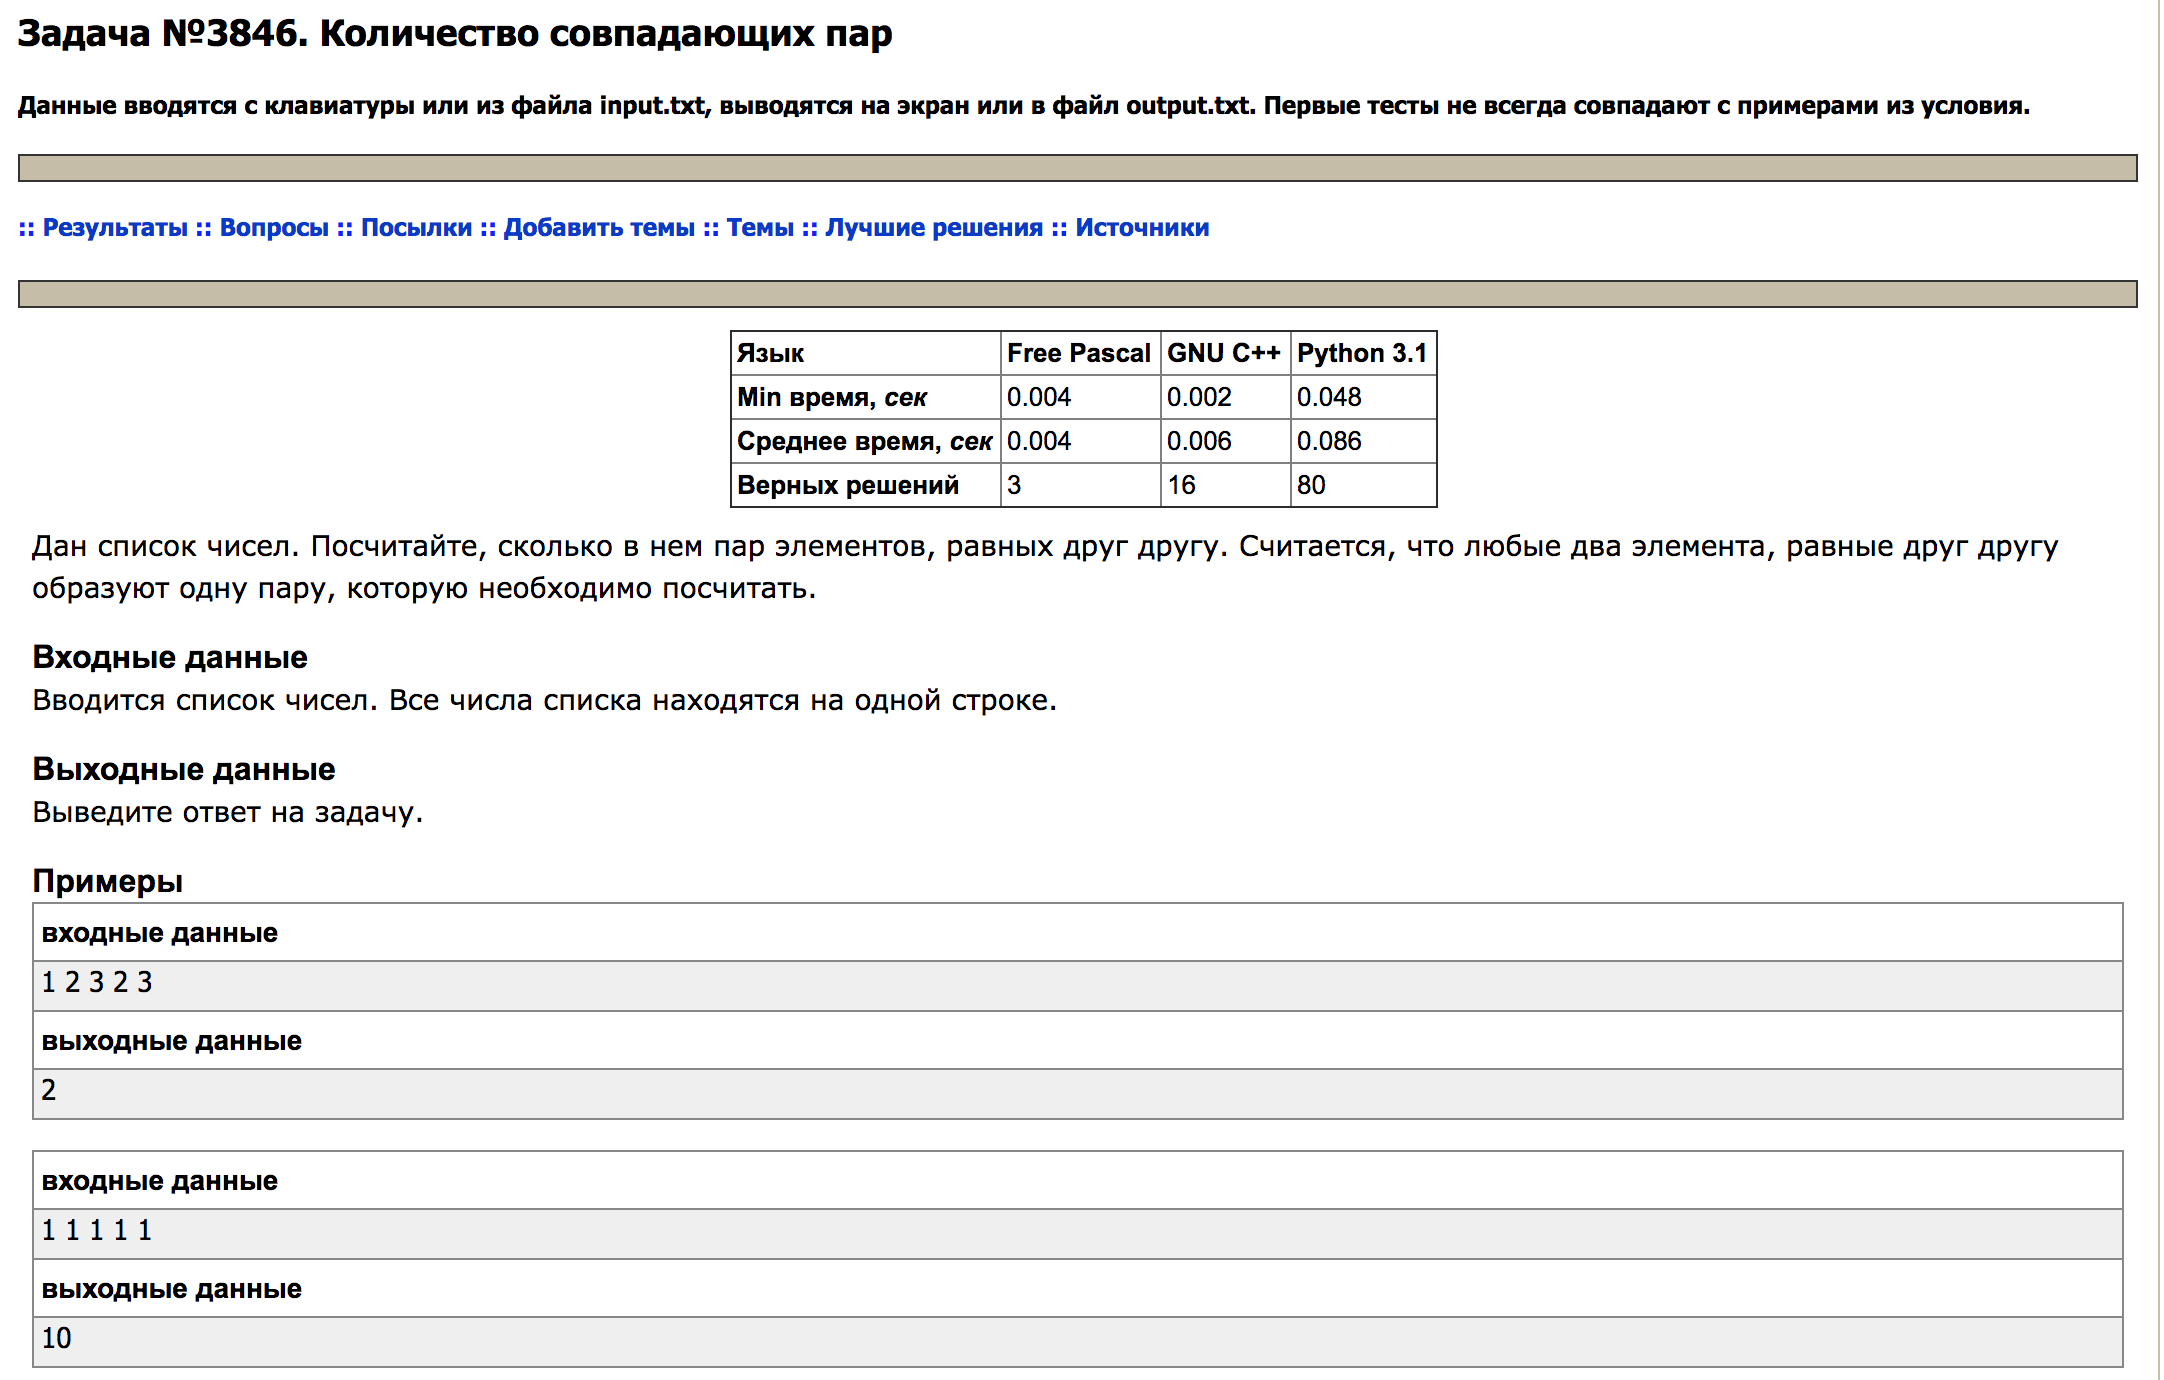 Задача №3846. Количество совпадающих пар
Данные вводятся с клавиатуры или из файла input.txt, выводятся на экран или в файл output.txt. Первые тесты не всегда совпадают с примерами из условия.
:: Результаты :: Вопросы :: Посылки :: Добавить темы :: Темы :: Лучшие решения :: Источники
Язык Free Pascal GNU C++ Python 3.1
Min время, сек 0.004 0.002 0.048
Среднее время, сек 0.004 0.006 0.086
Верных решений 3 16 80
Дан список чисел. Посчитайте, сколько в нем пар элементов, равных друг другу. Считается, что любые два элемента, равные друг другу
образуют одну пару, которую необходимо посчитать.
Входные данные
Вводится список чисел. Все числа списка находятся на одной строке.
Выходные данные
Выведите ответ на задачу.
Примеры
входные данные
1 2 3 2 3
выходные данные
2
входные данные
1 1 1 1 1
выходные данные
10